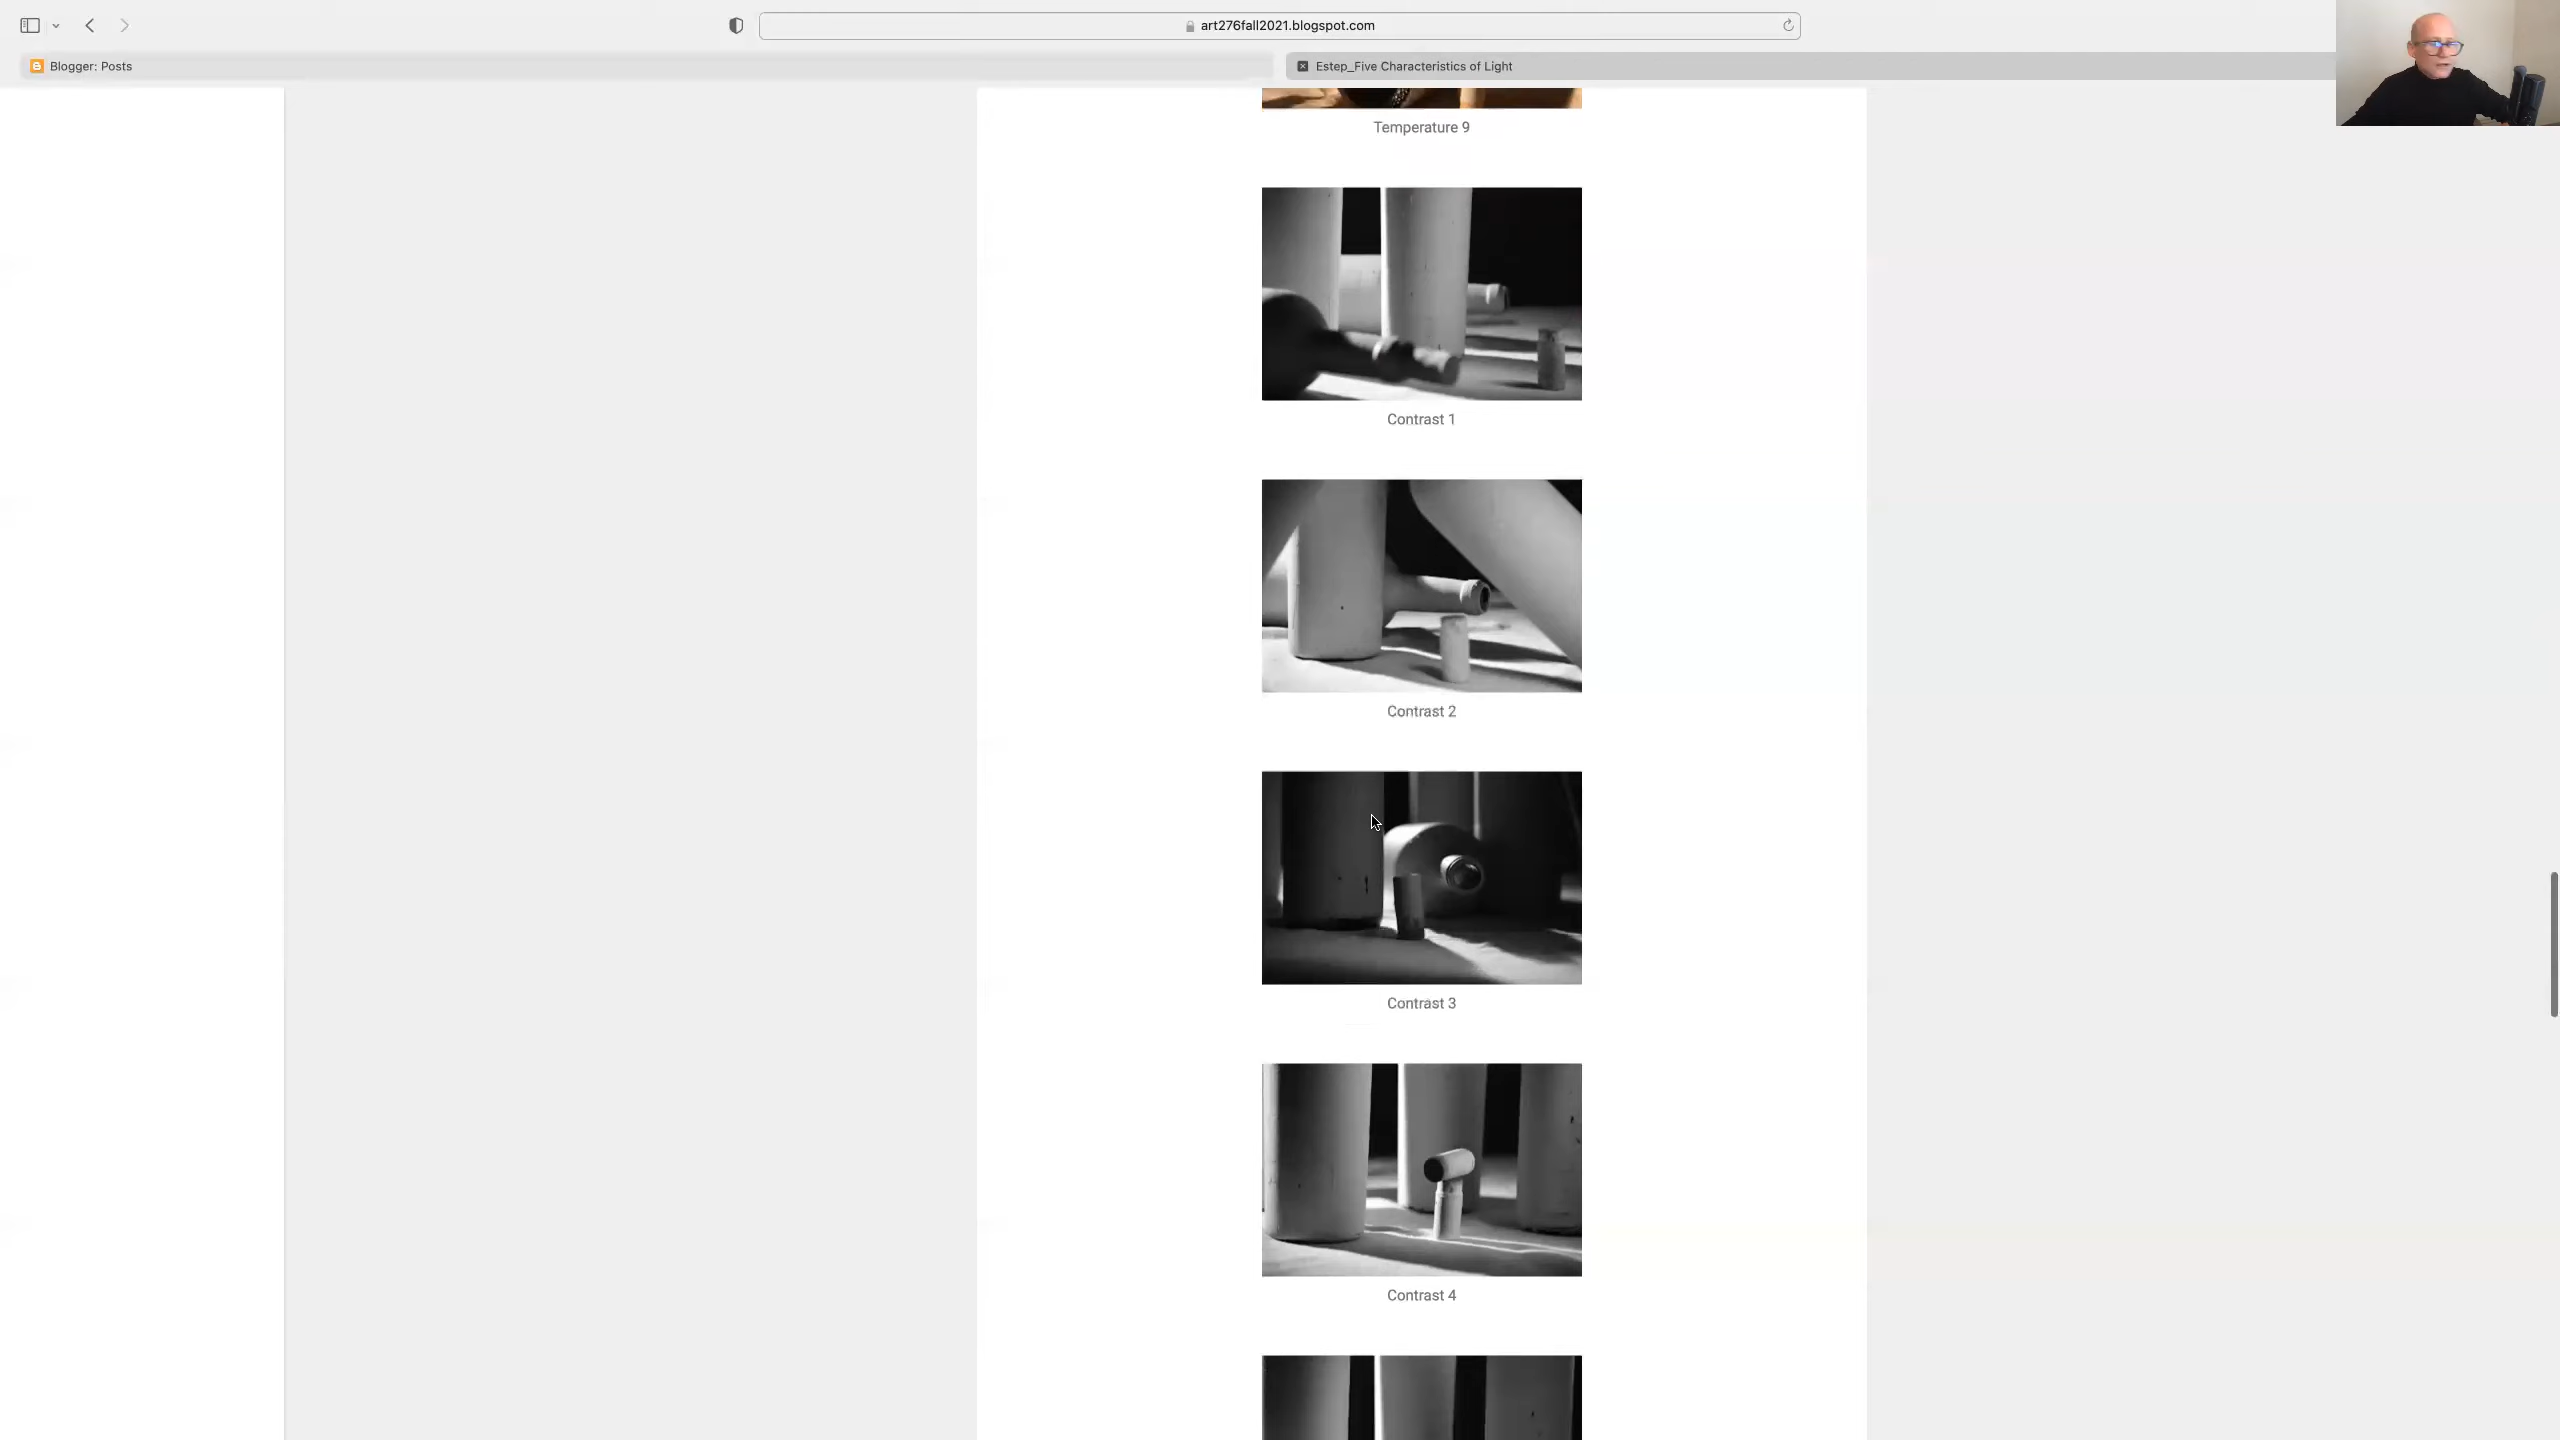 art276fall2021.blogspot.com
Blogger: Posts
Estep_Five Characteristics of Light
Temperature 9
Contrast 1
Contrast 2
Contrast 3
Contrast 4